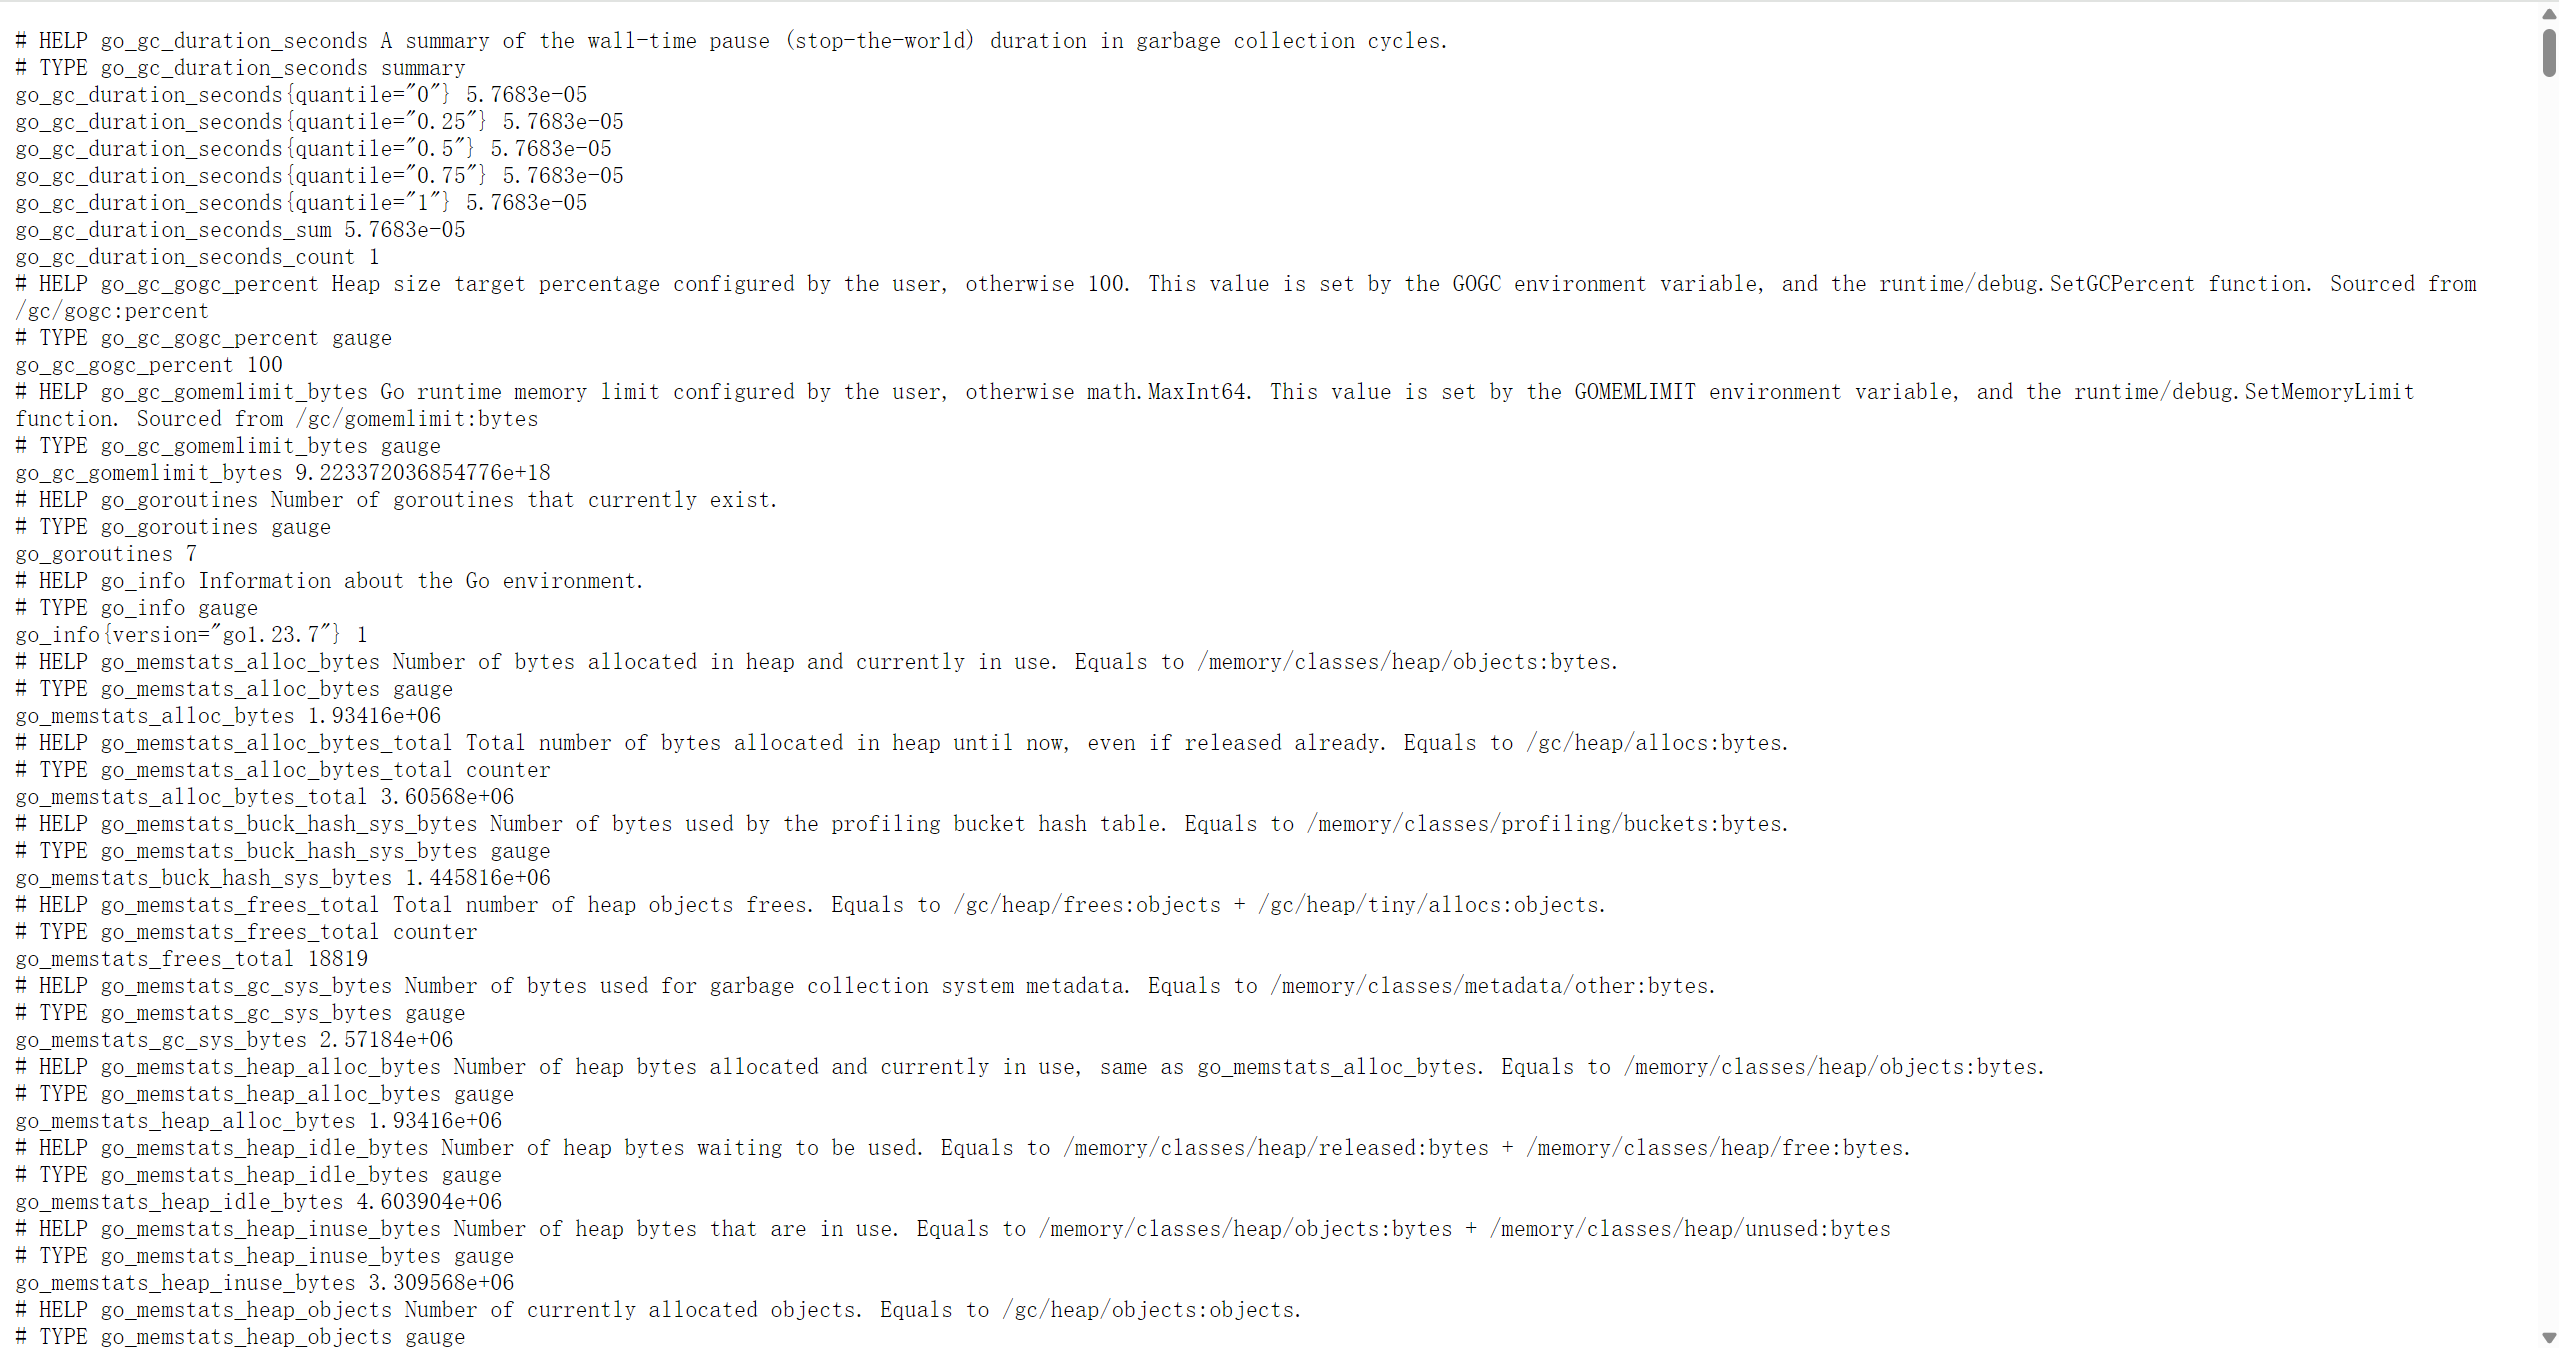 # HELP go_gc_duration_seconds A summary of the wall-time pause (stop-the-world) duration in garbage collection cycles.
# TYPE go_gc_duration_seconds summary
go_gc_duration_seconds{quantile="0"} 5.7683e-05
go_gc_duration_seconds{quantile="0.25"} 5.7683e-05
go_gc_duration_seconds{quantile="0.5"} 5.7683e-05
go_gc_duration_seconds{quantile="0.75"} 5.7683e-05
go_gc_duration_seconds{quantile="1"} 5.7683e-05
go_gc_duration_seconds_sum 5.7683e-05
go_gc_duration_seconds_count 1
# HELP go_gc_gogc_percent Heap size target percentage configured by the user, otherwise 100. This value is set by the GOGC environment variable, and the runtime/debug.SetGCPercent function. Sourced from
/gc/gogc:percent
# TYPE go_gc_gogc_percent gauge
go_gc_gogc_percent 100
# HELP go_gc_gomemlimit_bytes Go runtime memory limit configured by the user, otherwise math.MaxInt64. This value is set by the GOMEMLIMIT environment variable, and the runtime/debug.SetMemoryLimit
function. Sourced from /gc/gomemlimit:bytes
# TYPE go_gc_gomemlimit_bytes gauge
go_gc_gomemlimit_bytes 9.223372036854776e+18
# HELP go_goroutines Number of goroutines that currently exist.
# TYPE go_goroutines gauge
go_goroutines 7
# HELP go_info Information about the Go environment.
# TYPE go_info gauge
go_info{version="go1.23.7"} 1
# HELP go_memstats_alloc_bytes Number of bytes allocated in heap and currently in use. Equals to /memory/classes/heap/objects:bytes.
# TYPE go_memstats_alloc_bytes gauge
go_memstats_alloc_bytes 1.93416e+06
# HELP go_memstats_alloc_bytes_total Total number of bytes allocated in heap until now, even if released already. Equals to /gc/heap/allocs:bytes.
# TYPE go_memstats_alloc_bytes_total counter
go_memstats_alloc_bytes_total 3.60568e+06
# HELP go_memstats_buck_hash_sys_bytes Number of bytes used by the profiling bucket hash table. Equals to /memory/classes/profiling/buckets:bytes.
# TYPE go_memstats_buck_hash_sys_bytes gauge
go_memstats_buck_hash_sys_bytes 1.445816e+06
# HELP go_memstats_frees_total Total number of heap objects frees. Equals to /gc/heap/frees:objects + /gc/heap/tiny/allocs:objects.
# TYPE go_memstats_frees_total counter
go_memstats_frees_total 18819
# HELP go_memstats_gc_sys_bytes Number of bytes used for garbage collection system metadata. Equals to /memory/classes/metadata/other:bytes.
# TYPE go_memstats_gc_sys_bytes gauge
go_memstats_gc_sys_bytes 2.57184e+06
# HELP go_memstats_heap_alloc_bytes Number of heap bytes allocated and currently in use, same as go_memstats_alloc_bytes. Equals to /memory/classes/heap/objects:bytes.
# TYPE go_memstats_heap_alloc_bytes gauge
go_memstats_heap_alloc_bytes 1.93416e+06
# HELP go_memstats_heap_idle_bytes Number of heap bytes waiting to be used. Equals to /memory/classes/heap/released:bytes + /memory/classes/heap/free:bytes.
# TYPE go_memstats_heap_idle_bytes gauge
go_memstats_heap_idle_bytes 4.603904e+06
# HELP go_memstats_heap_inuse_bytes Number of heap bytes that are in use. Equals to /memory/classes/heap/objects:bytes + /memory/classes/heap/unused:bytes
# TYPE go_memstats_heap_inuse_bytes gauge
go_memstats_heap_inuse_bytes 3.309568e+06
# HELP go_memstats_heap_objects Number of currently allocated objects. Equals to /gc/heap/objects:objects.
# TYPE go_memstats_heap_objects gauge